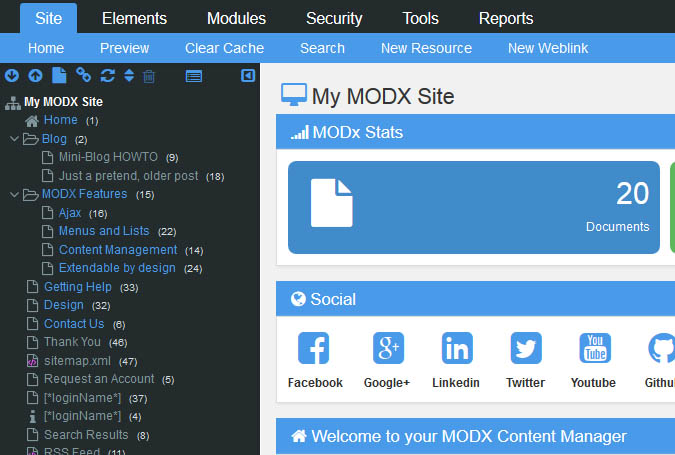 Site Elements Modules Security Tools Reports
Home Preview Clear Cache Search New Resource New Weblink
My MODX Site
Home (1)
Blog (2)
Mini-Blog HOWTO (9)
Just a pretend, older post (18)
MODX Features (15)
Ajax (16)
Menus and Lists (22)
Content Management (14)
Extendable by design (24)
Getting Help (33)
Design (32)
Contact Us (6)
Thank You (46)
sitemap.xml (47)
Request an Account (5)
[*loginName*] (37)
[*loginName*] (4)
Search Results (8)
RSS Feed (11)
My MODX Site
MODx Stats
20
Documents
Social
Facebook Google+ Linkedin Twitter Youtube Githu
Welcome to your MODX Content Manager